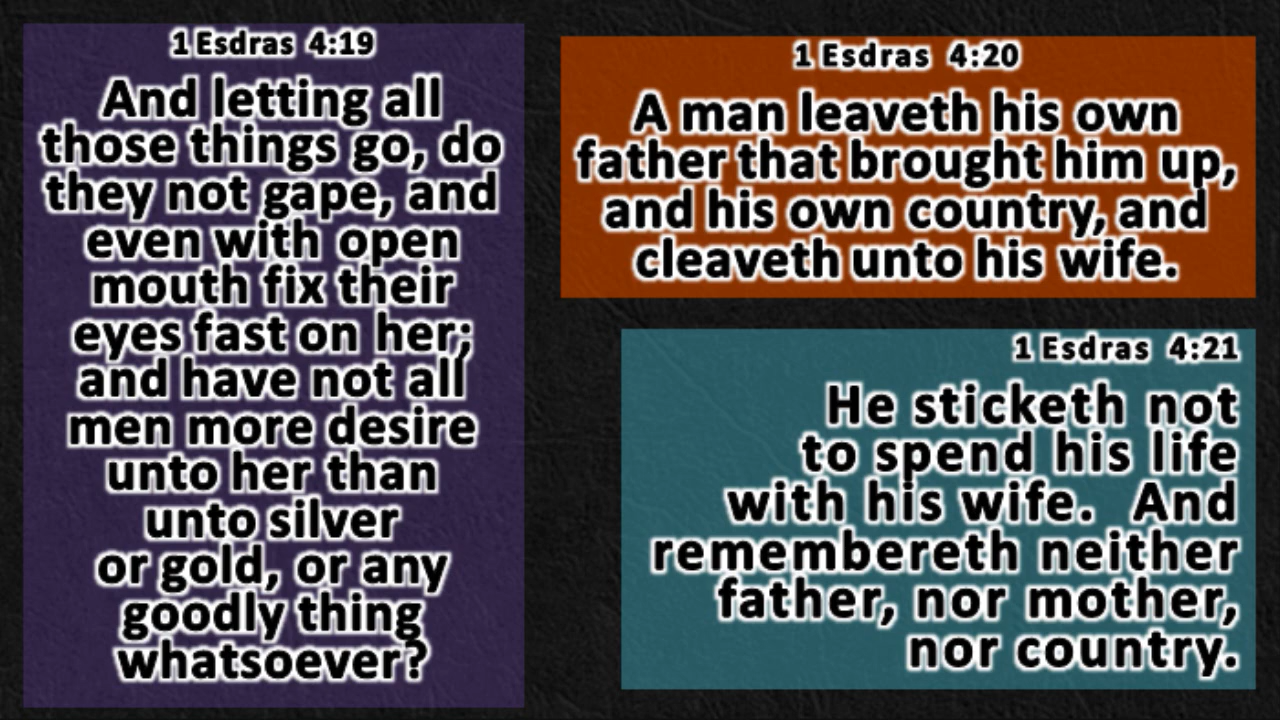 1 Esdras 4:19
And letting all
those things go, do
they not gape, and
even with open
mouth fix their
eyes fast on her;
and have not all
men more desire
unto her than
unto silver
or gold, or any
goodly thing
whatsoever?
1 Esdras 4:20
A man leaveth his own
father that brought him up,
and his own country, and
cleaveth unto his wife.
1 Esdras 4:21
He sticketh not
to spend his life
with his wife. And
remembereth neither
father, nor mother,
nor country.